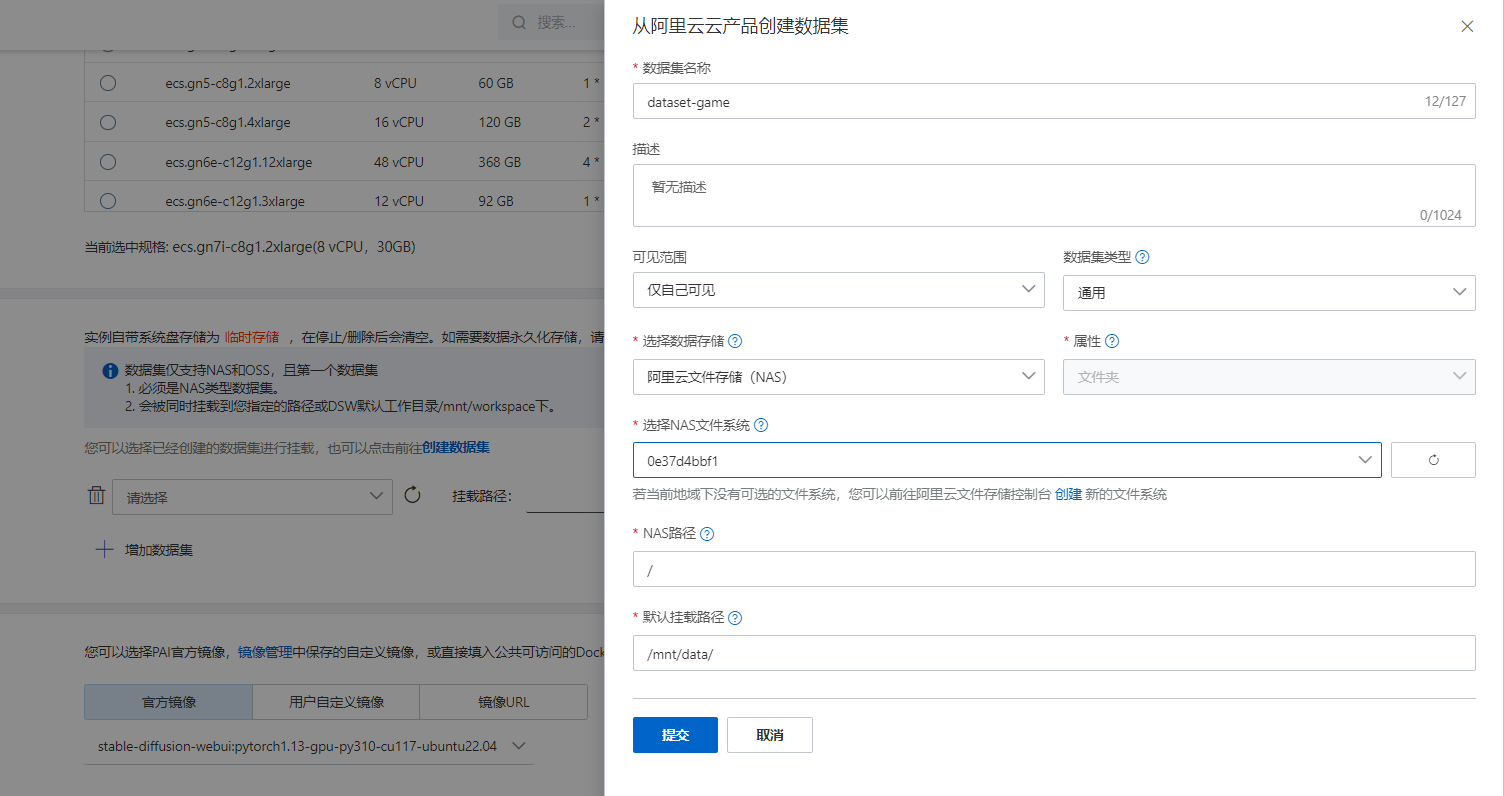 搜索...
ecs.gn5-c8g1.2xlarge 8 vCPU 60 GB 1 *
ecs.gn5-c8g1.4xlarge 16 vCPU 120 GB 2 *
ecs.gn6e-c12g1.12xlarge 48 vCPU 368 GB 4 *
ecs.gn6e-c12g1.3xlarge 12 vCPU 92 GB 1 *
当前选中规格: ecs.gn7i-c8g1.2xlarge(8 vCPU，30GB)
实例自带系统盘存储为 临时存储 ，在停止/删除后会清空。如需要数据永久化存储，请
数据集仅支持NAS和OSS，且第一个数据集
1. 必须是NAS类型数据集。
2. 会被同时挂载到您指定的路径或DSW默认工作目录/mnt/workspace下。
您可以选择已经创建的数据集进行挂载，也可以点击前往创建数据集
请选择 挂载路径：
增加数据集
您可以选择PAI官方镜像，镜像管理中保存的自定义镜像，或直接填入公共可访问的Dock
官方镜像 用户自定义镜像 镜像URL
stable-diffusion-webui:pytorch1.13-gpu-py310-cu117-ubuntu22.04
从阿里云云产品创建数据集
* 数据集名称
dataset-game 12/127
描述
暂无描述
0/1024
可见范围 数据集类型
仅自己可见 通用
* 选择数据存储 * 属性
阿里云文件存储（NAS） 文件夹
* 选择NAS文件系统
0e37d4bbf1
若当前地域下没有可选的文件系统，您可以前往阿里云文件存储控制台 创建 新的文件系统
* NAS路径
/
* 默认挂载路径
/mnt/data/
提交 取消